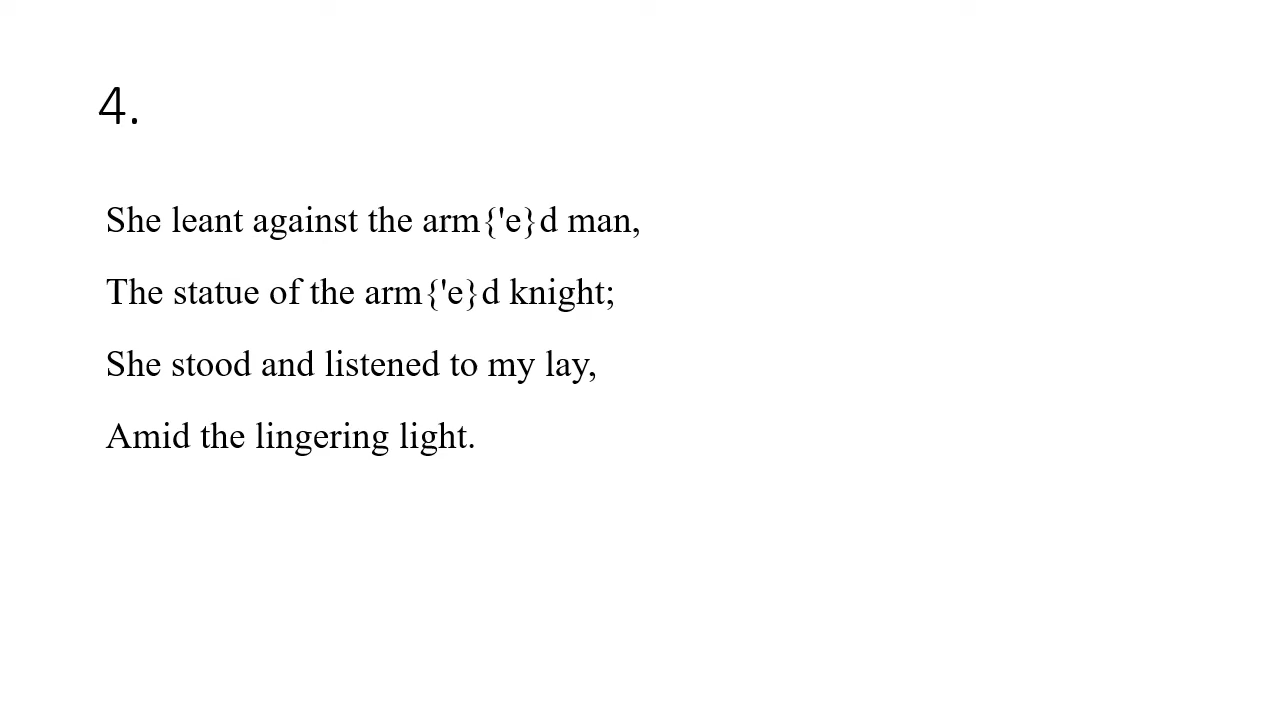 4.
She leant against the arm{'e}d man,
The statue of the arm{'e}d knight;
She stood and listened to my lay,
Amid the lingering light.